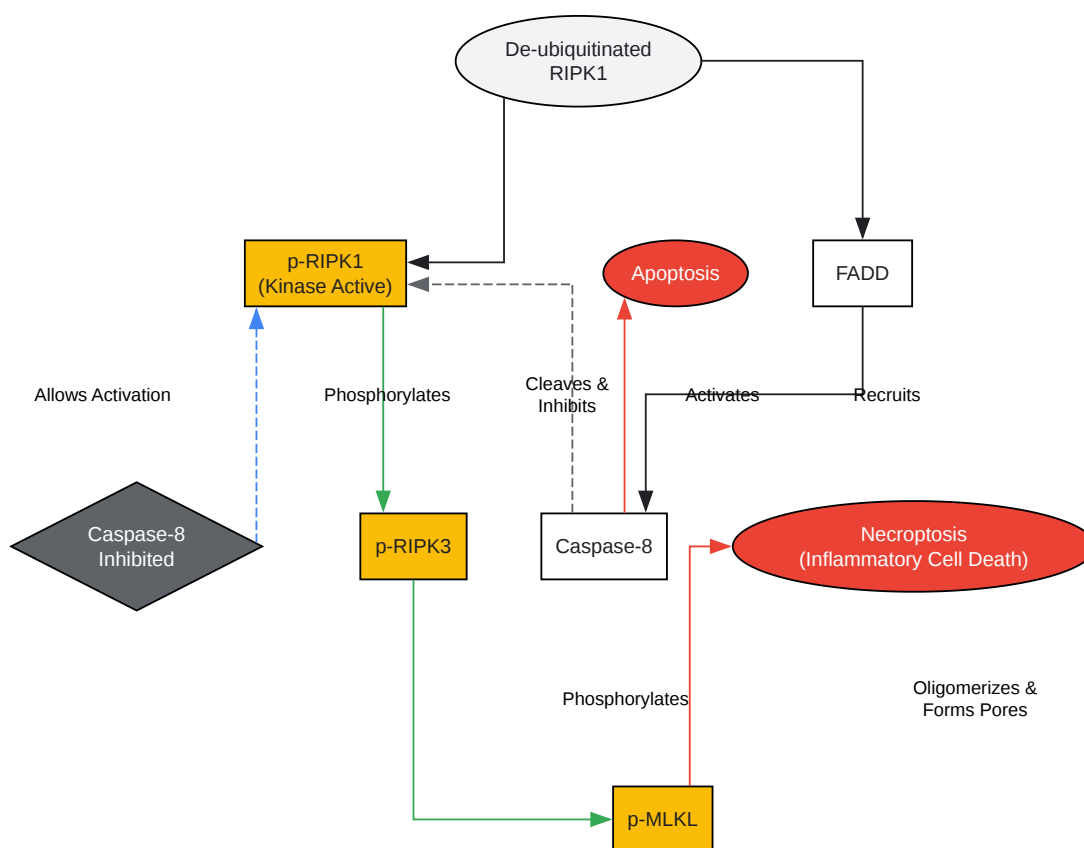 De-ubiquitinated
RIPK1
p-RIPK1
(Kinase Active)
Apoptosis
FADD
Allows Activation
Phosphorylates
Cleaves &
Inhibits
Activates
Recruits
Caspase-8
Inhibited
p-RIPK3
Caspase-8
Necroptosis
(Inflammatory Cell Death)
Phosphorylates
Oligomerizes &
Forms Pores
p-MLKL